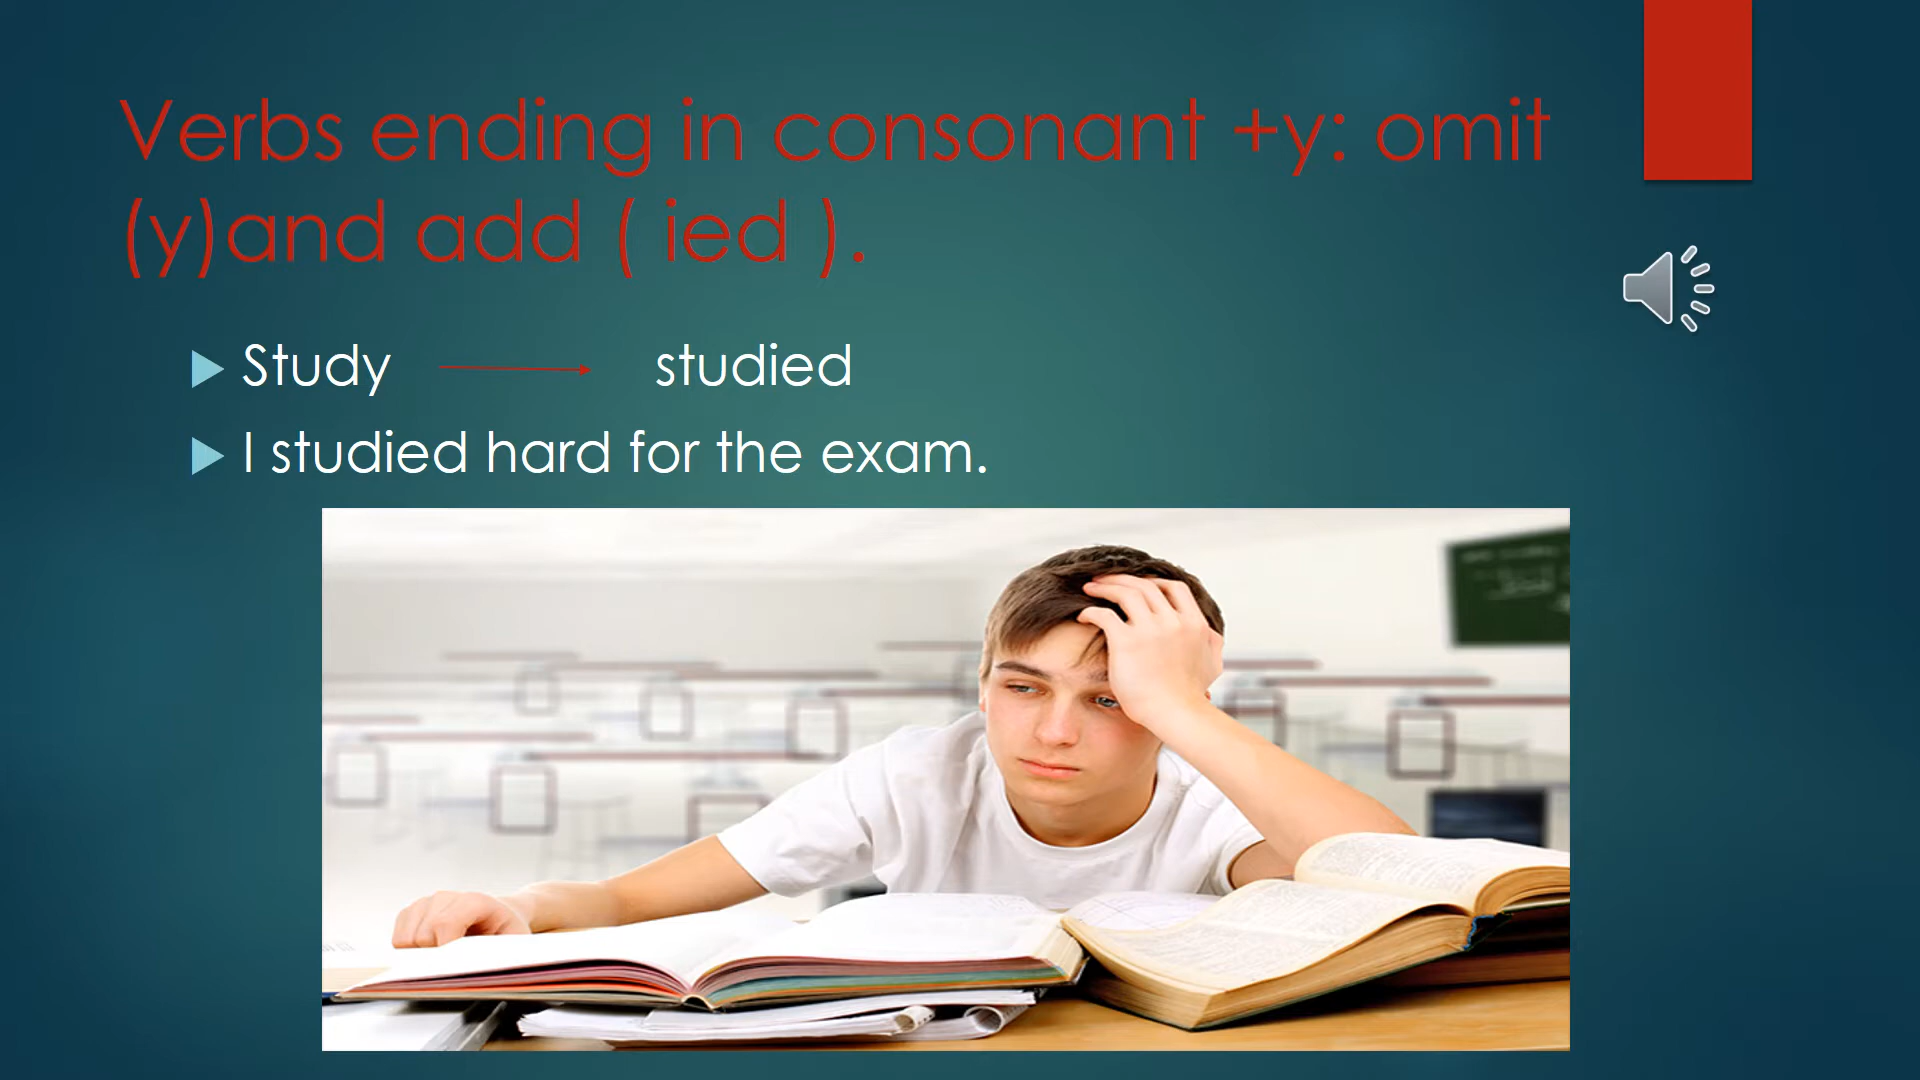 Verbs ending in consonant +y: omit
(y)and add ( ied ).
Study studied
I studied hard for the exam.